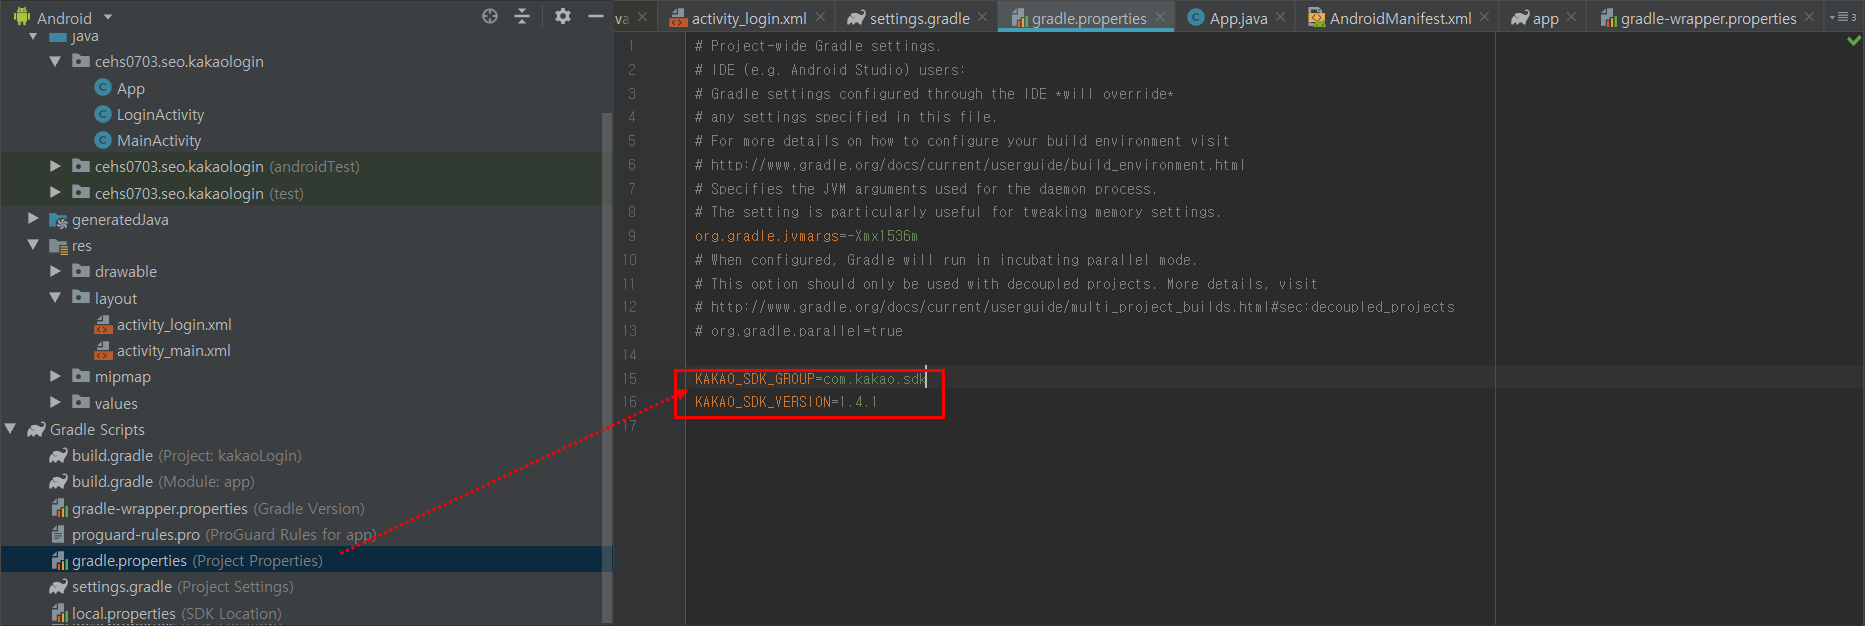 Android
java
cehs0703.seo.kakaologin
App
LoginActivity
MainActivity
cehs0703.seo.kakaologin (androidTest)
cehs0703.seo.kakaologin (test)
generatedJava
res
drawable
layout
activity_login.xml
activity_main.xml
mipmap
values
Gradle Scripts
build.gradle (Project: kakaoLogin)
build.gradle (Module: app)
gradle-wrapper.properties (Gradle Version)
proguard-rules.pro (ProGuard Rules for app)
gradle.properties (Project Properties)
settings.gradle (Project Settings)
local.properties (SDK Location)
va activity_login.xml settings.gradle gradle.properties App.java AndroidManifest.xml app gradle-wrapper.properties 3
1 # Project-wide Gradle settings.
2 # IDE (e.g. Android Studio) users:
3 # Gradle settings configured through the IDE *will override*
4 # any settings specified in this file.
5 # For more details on how to configure your build environment visit
6 # http://www.gradle.org/docs/current/userguide/build_environment.html
7 # Specifies the JVM arguments used for the daemon process.
8 # The setting is particularly useful for tweaking memory settings.
9 org.gradle.jvmargs=-Xmx1536m
10 # When configured, Gradle will run in incubating parallel mode.
11 # This option should only be used with decoupled projects. More details, visit
12 # http://www.gradle.org/docs/current/userguide/multi_project_builds.html#sec:decoupled_projects
13 # org.gradle.parallel=true
14
15 KAKAO_SDK_GROUP=com.kakao.sdk
16 KAKAO_SDK_VERSION=1.4.1
17